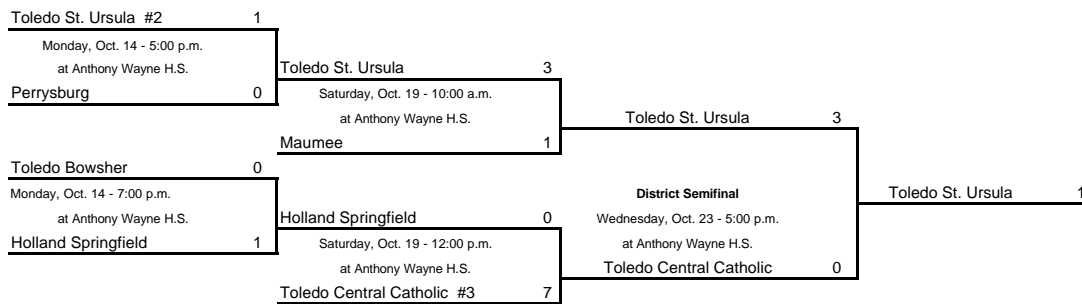 Toledo St. Ursula #2 1
Monday, Oct. 14 - 5:00 p.m.
at Anthony Wayne H.S.
Perrysburg 0
Toledo St. Ursula 3
Saturday, Oct. 19 - 10:00 a.m.
at Anthony Wayne H.S.
Maumee 1
Toledo St. Ursula 3
Toledo Bowsher 0
Monday, Oct. 14 - 7:00 p.m.
at Anthony Wayne H.S.
Holland Springfield 1
Holland Springfield 0
Saturday, Oct. 19 - 12:00 p.m.
at Anthony Wayne H.S.
Toledo Central Catholic #3 7
District Semifinal
Wednesday, Oct. 23 - 5:00 p.m.
at Anthony Wayne H.S.
Toledo Central Catholic 0
Toledo St. Ursula 1